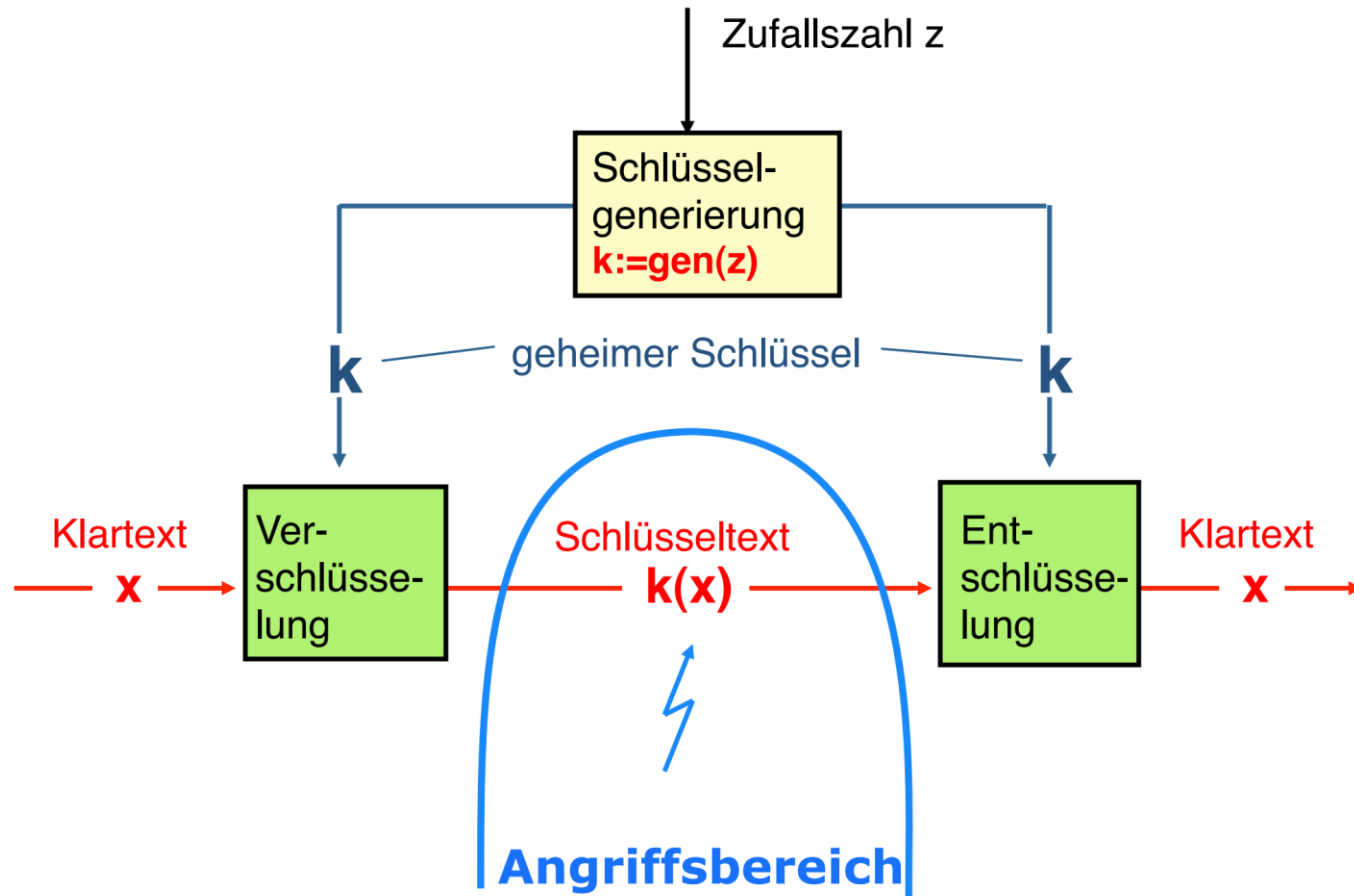 Zufallszahl z
Schlüssel-
generierung
k:=gen(z)
k
geheimer Schlüssel
k
Klartext
x
Ver-
schlüsse-
lung
Schlüsseltext
k(x)
Ent-
schlüsse-
lung
Klartext
x
Angriffsbereich